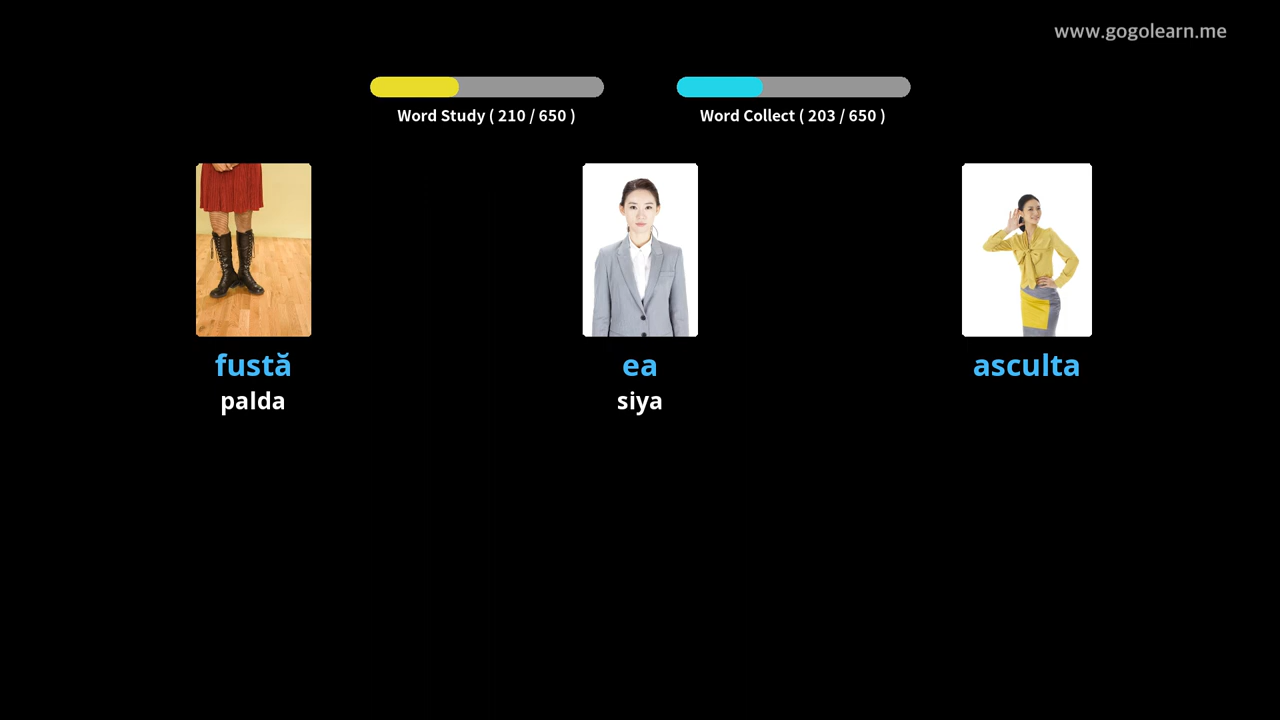 www.gogolearn.me
Word Study ( 210 / 650 )
Word Collect ( 203 / 650 )
fustă
ea
asculta
palda
siya